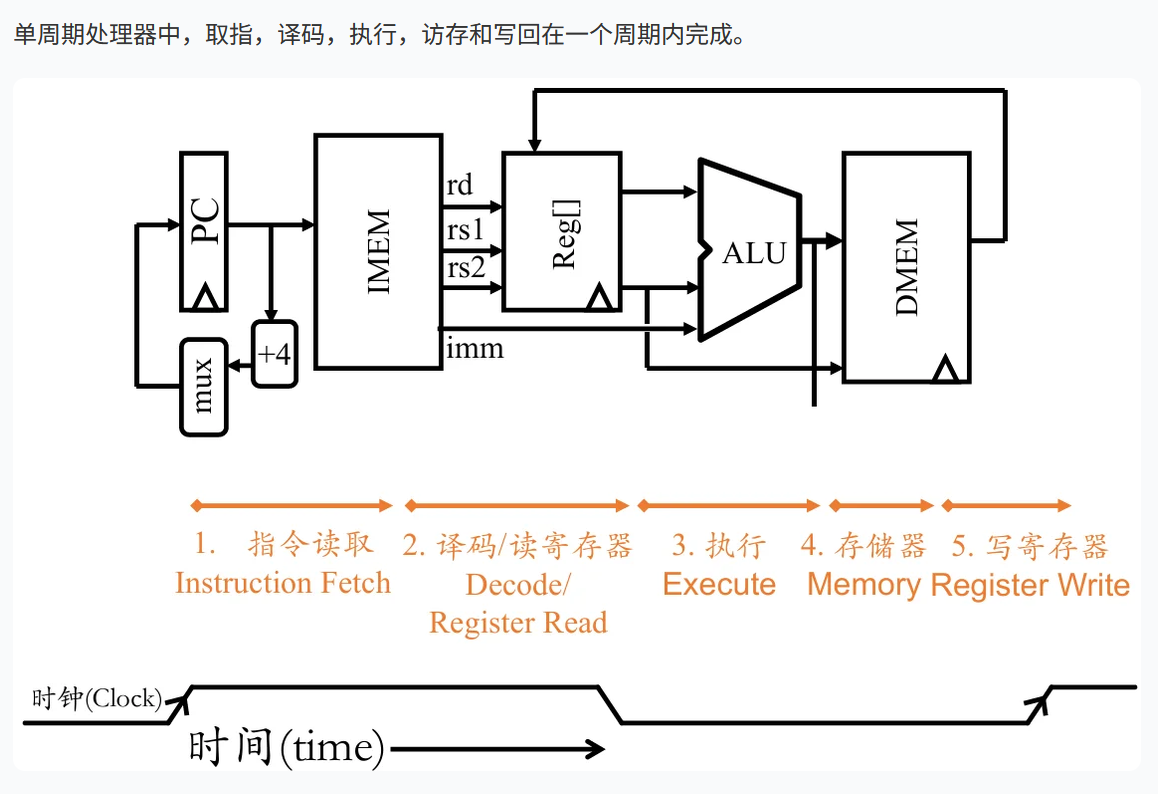 单周期处理器中，取指，译码，执行，访存和写回在一个周期内完成。
PC
+4
mux
IMEM
rd
rs1
rs2
imm
Reg[]
ALU
DMEM
1. 指令读取
Instruction Fetch
2. 译码/读寄存器
Decode/
Register Read
3. 执行
Execute
4. 存储器
Memory
5. 写寄存器
Register Write
时钟(Clock)
时间(time)